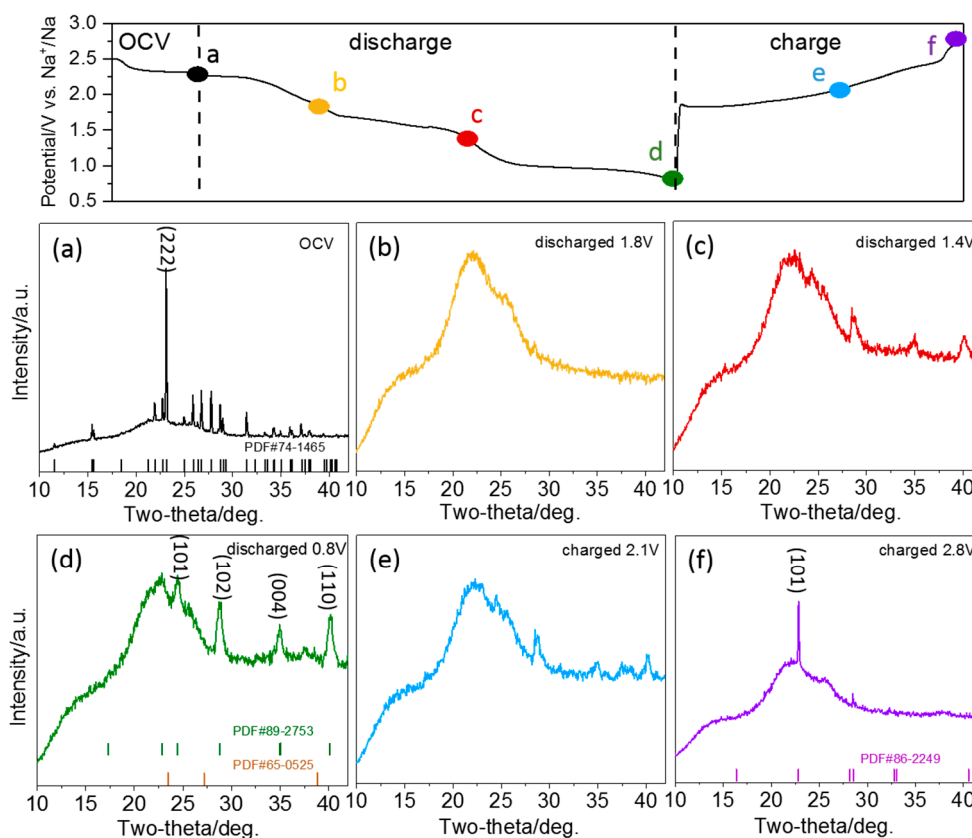 OCV discharge charge
Potential/V vs. Na⁺/Na
3.0
2.5
2.0
1.5
1.0
0.5
a
b
c
d
e
f
(a) OCV
(222)
PDF#74-1465
Intensity/a.u.
10 15 20 25 30 35 40
Two-theta/deg.
(b) discharged 1.8V
10 15 20 25 30 35 40
Two-theta/deg.
(c) discharged 1.4V
10 15 20 25 30 35 40
Two-theta/deg.
(d) discharged 0.8V
(101)
(102)
(004)
(110)
PDF#89-2753
PDF#65-0525
Intensity/a.u.
10 15 20 25 30 35 40
Two-theta/deg.
(e) charged 2.1V
10 15 20 25 30 35 40
Two-theta/deg.
(f) charged 2.8V
(101)
PDF#86-2249
10 15 20 25 30 35 40
Two-theta/deg.